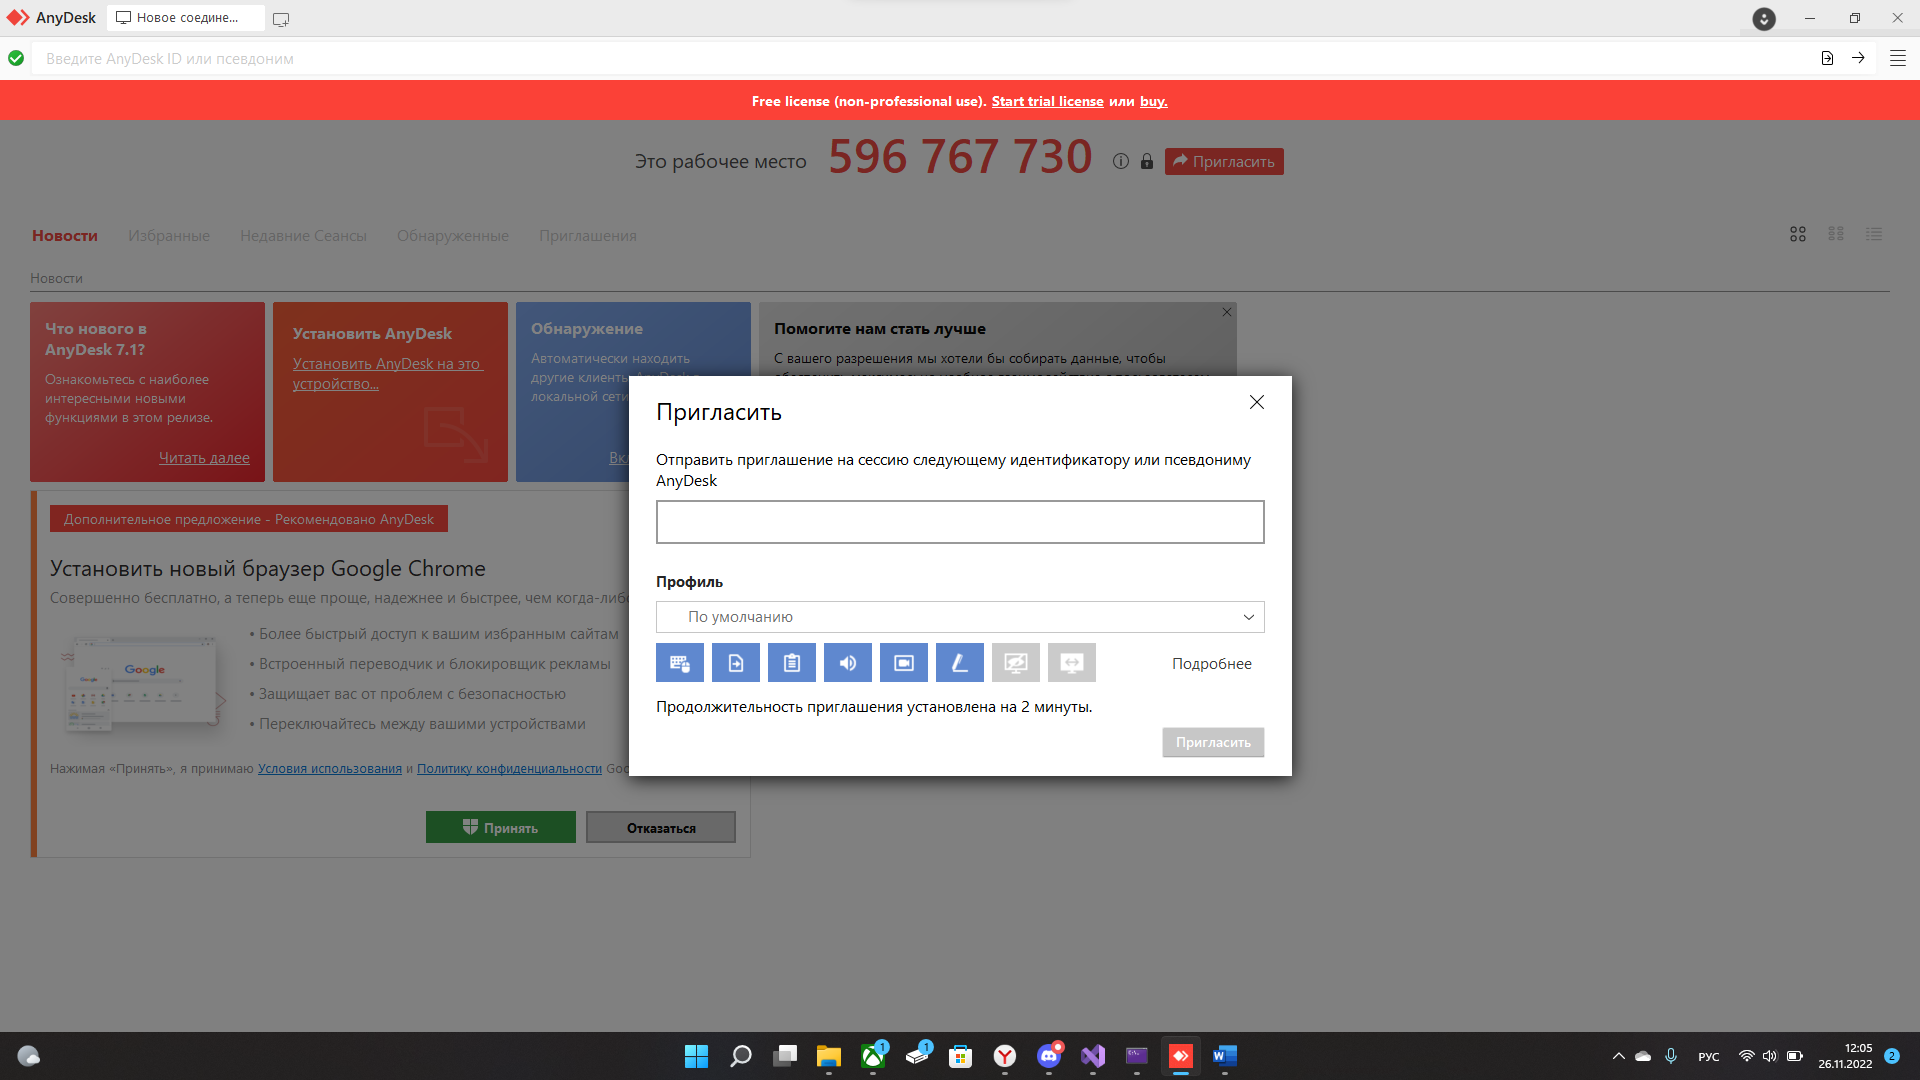 AnyDesk
Новое соедине...
Введите AnyDesk ID или псевдоним
Free license (non-professional use). Start trial license или buy.
Это рабочее место 596 767 730 Пригласить
Новости Избранные Недавние Сеансы Обнаруженные Приглашения
Новости
Что нового в
AnyDesk 7.1?
Ознакомьтесь с наиболее
интересными новыми
функциями в этом релизе.
Читать далее
Установить AnyDesk
Установить AnyDesk на это
устройство...
Обнаружение
Автоматически находить
другие клиенты
локальной сети
Помогите нам стать лучше
С вашего разрешения мы хотели бы собирать данные, чтобы
Пригласить
Отправить приглашение на сессию следующему идентификатору или псевдониму
AnyDesk
Профиль
По умолчанию
Подробнее
Продолжительность приглашения установлена на 2 минуты.
Пригласить
Дополнительное предложение - Рекомендовано AnyDesk
Установить новый браузер Google Chrome
Совершенно бесплатно, а теперь еще проще, надежнее и быстрее, чем когда-либо
Google
• Более быстрый доступ к вашим избранным сайтам
• Встроенный переводчик и блокировщик рекламы
• Защищает вас от проблем с безопасностью
• Переключайтесь между вашими устройствами
Нажимая «Принять», я принимаю Условия использования и Политику конфиденциальности
Принять
Отказаться
1
1
РУС
12:05
26.11.2022
2